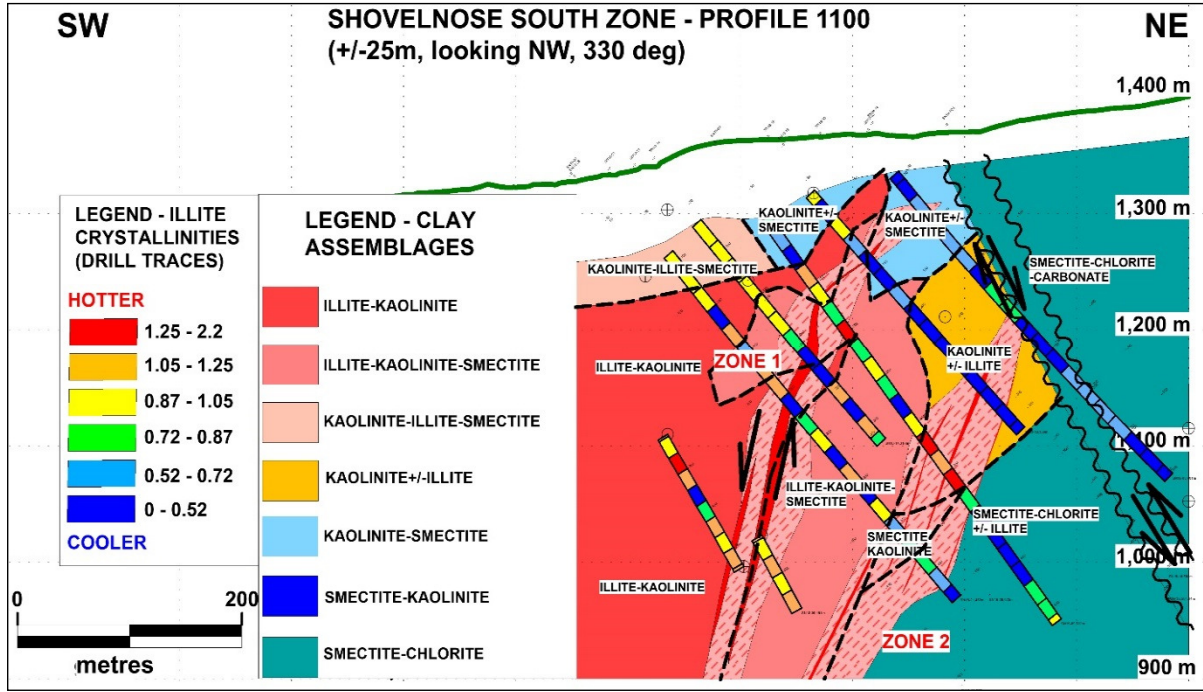 SW
SHOVELNOSE SOUTH ZONE - PROFILE 1100
(+/-25m, looking NW, 330 deg)
NE
1,400 m
1,300 m
1,200 m
1,100 m
1,000 m
900 m
LEGEND - ILLITE
CRYSTALLINITIES
(DRILL TRACES)
HOTTER
1.25 - 2.2
1.05 - 1.25
0.87 - 1.05
0.72 - 0.87
0.52 - 0.72
0 - 0.52
COOLER
0 200
metres
LEGEND - CLAY
ASSEMBLAGES
ILLITE-KAOLINITE
ILLITE-KAOLINITE-SMECTITE
KAOLINITE-ILLITE-SMECTITE
KAOLINITE+/-ILLITE
KAOLINITE-SMECTITE
SMECTITE-KAOLINITE
SMECTITE-CHLORITE
KAOLINITE+/-
SMECTITE
KAOLINITE+/-
SMECTITE
KAOLINITE-ILLITE-SMECTITE
SMECTITE-CHLORITE
-CARBONATE
ILLITE-KAOLINITE
ZONE 1
KAOLINITE
+/- ILLITE
ILLITE-KAOLINITE-
SMECTITE
SMECTITE-CHLORITE
+/- ILLITE
SMECTITE-
KAOLINITE
ILLITE-KAOLINITE
ZONE 2